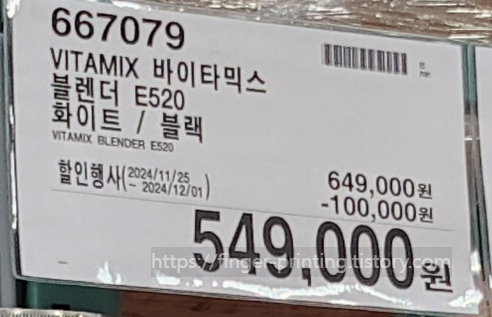 667079
VITAMIX 바이타믹스
블렌더 E520
화이트 / 블랙
VITAMIX BLENDER E520
할인행사(2024/11/25
~ 2024/12/01)
649,000원
-100,000원
549,000원
https://finger-printing.tistory.com